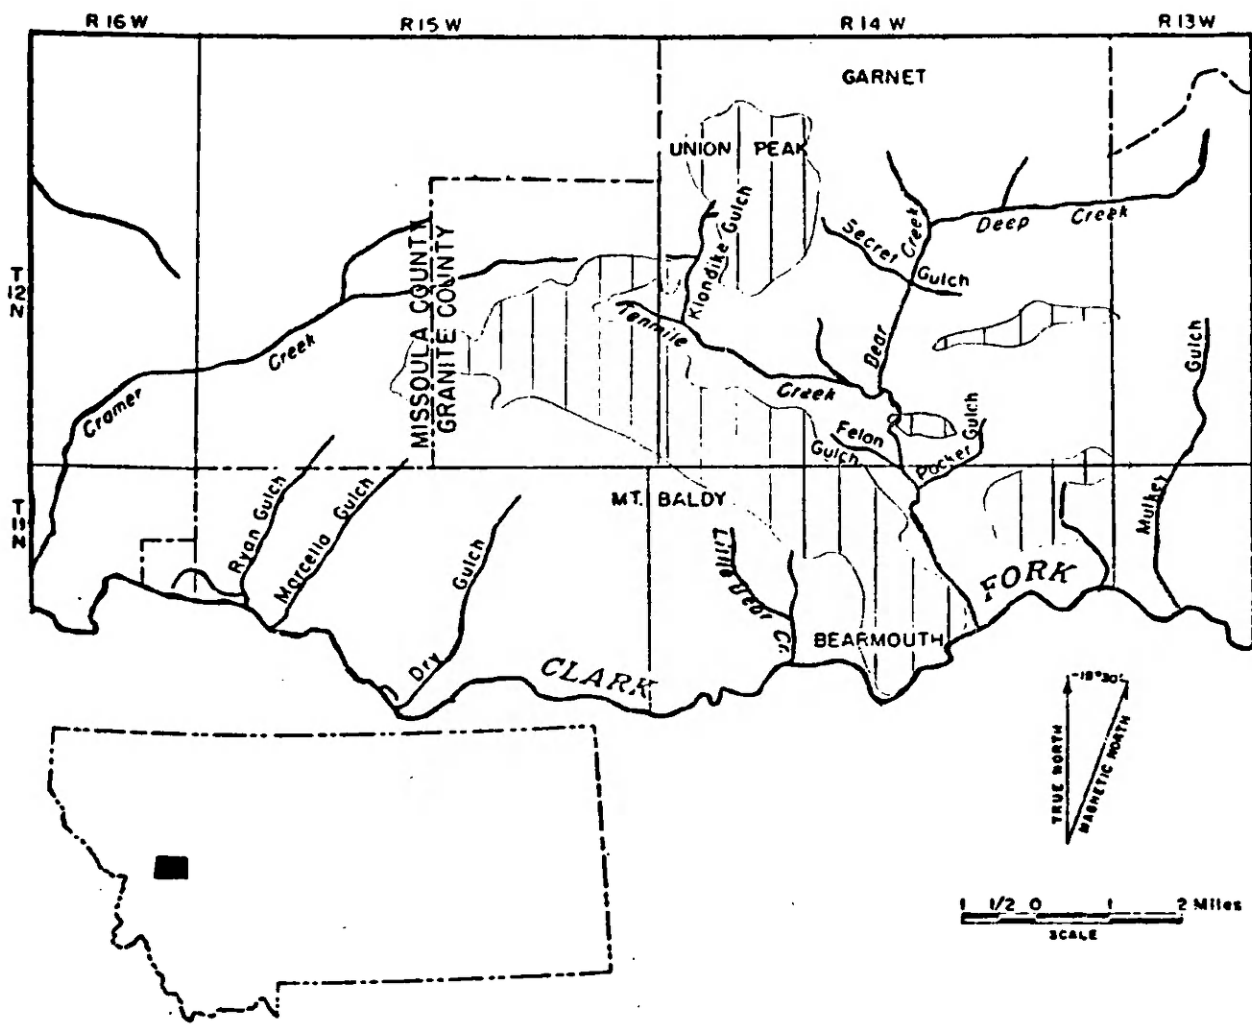 R 16 W
R 15 W
R 14 W
R 13 W
GARNET
UNION PEAK
Klondike Gulch
Secret
Gulch
Creek
Bear
Deep Creek
T
12
N
MISSOULA COUNTY
GRANITE COUNTY
Tenmile
Creek
Cramer
Creek
Felon
Gulch
Packer Gulch
Mulkey
Gulch
T
11
N
Ryan Gulch
Marcella Gulch
Dry
Gulch
MT. BALDY
Little Bear Cr.
BEARMOUTH
CLARK
FORK
TRUE NORTH
MAGNETIC NORTH
1 1/2 0 1 2 Miles
SCALE